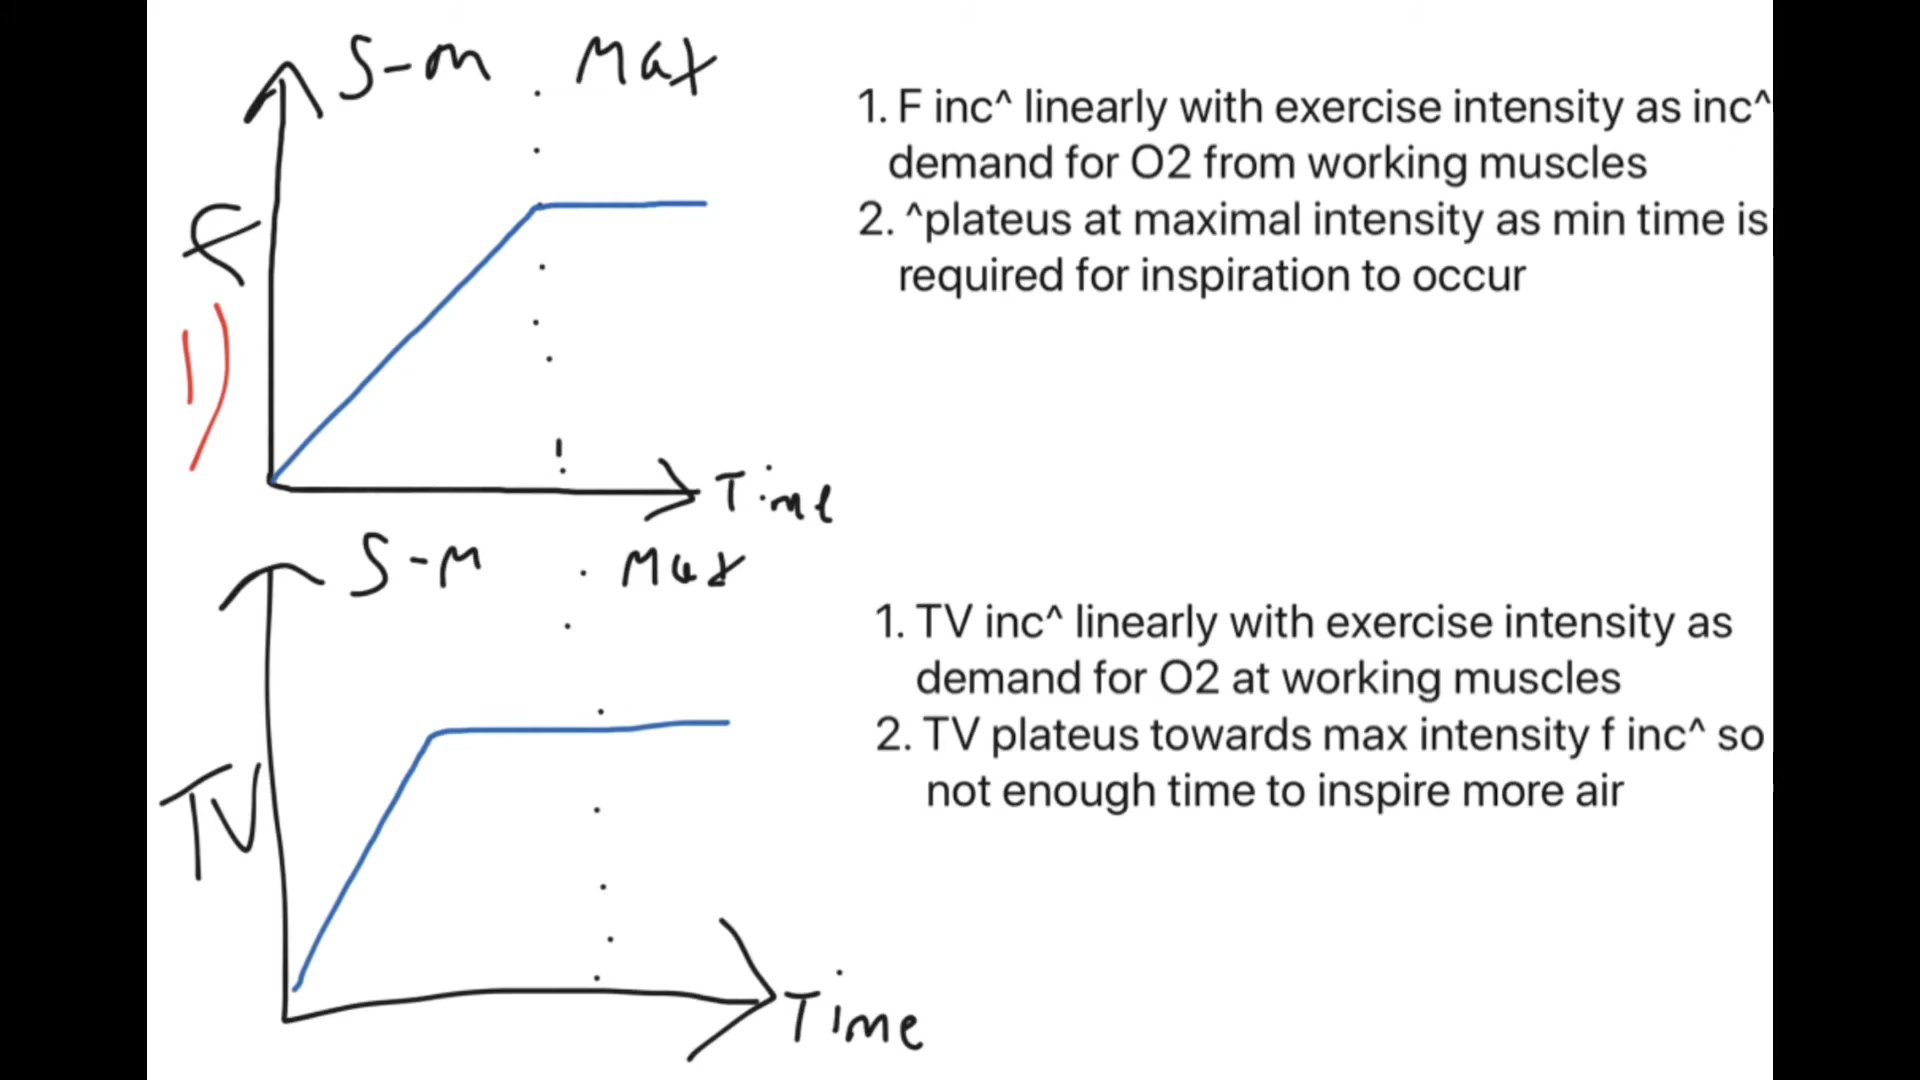 S-M Max
F
Time
1. F inc^ linearly with exercise intensity as inc^
demand for O2 from working muscles
2. ^plateus at maximal intensity as min time is
required for inspiration to occur
S-M Max
TV
Time
1. TV inc^ linearly with exercise intensity as
demand for O2 at working muscles
2. TV plateus towards max intensity f inc^ so
not enough time to inspire more air